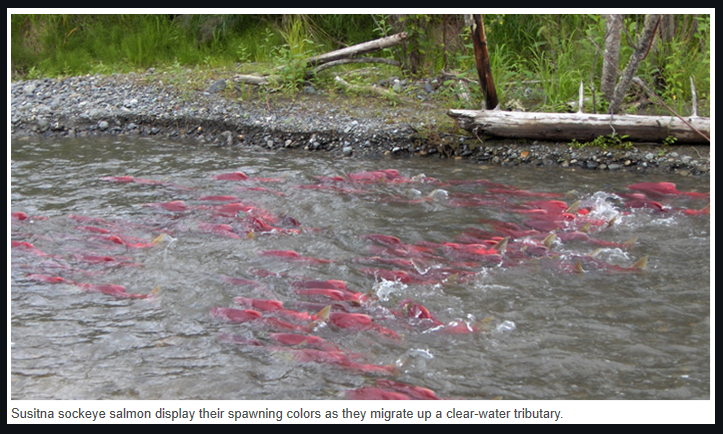 Susitna sockeye salmon display their spawning colors as they migrate up a clear-water tributary.